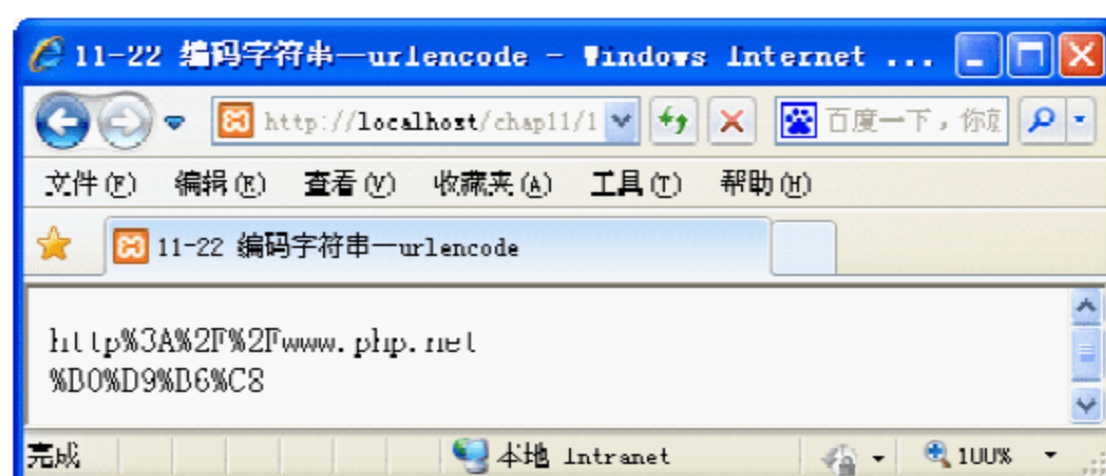 11-22 编码字符串—urlencode - Windows Internet ...
http://localhost/chap11/1 百度一下，你
文件(F) 编辑(E) 查看(V) 收藏夹(A) 工具(T) 帮助(H)
11-22 编码字符串—urlencode
http%3A%2F%2Fwww.php.net
%B0%D9%B6%C8
完成 本地 Intranet 100%